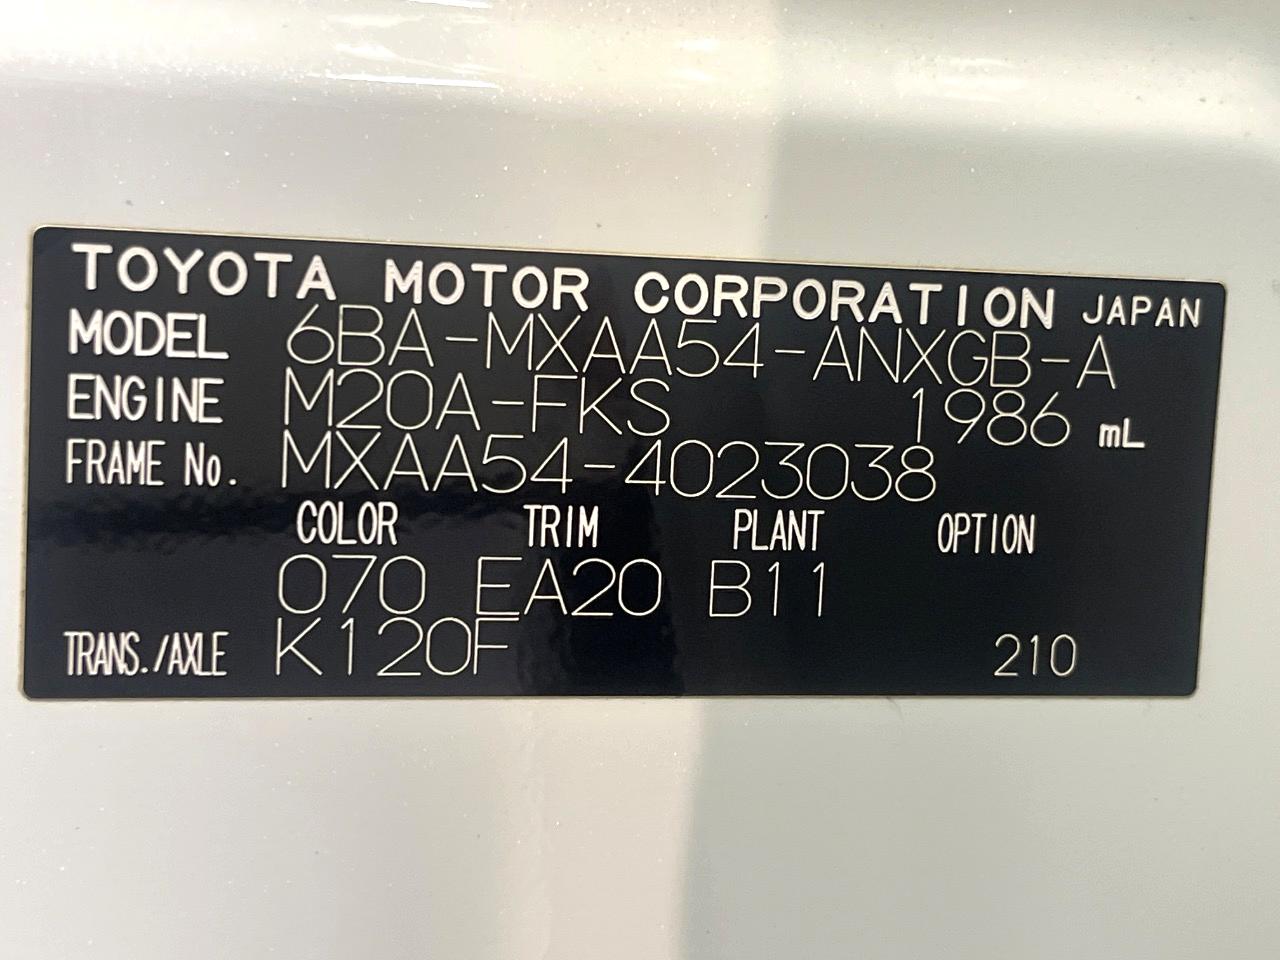 TOYOTA MOTOR CORPORATION JAPAN
MODEL 6BA-MXAA54-ANXGB-A
ENGINE M20A-FKS 1986 mL
FRAME No. MXAA54-4023038
COLOR TRIM PLANT OPTION
070 EA20 B11
TRANS./AXLE K120F 210